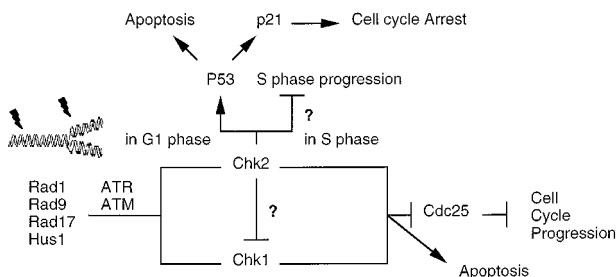 Apoptosis
p21
Cell cycle Arrest
P53
S phase progression
?
in G1 phase
in S phase
Chk2
Rad1
Rad9
Rad17
Hus1
ATR
ATM
?
Chk1
Cdc25
Cell
Cycle
Progression
Apoptosis